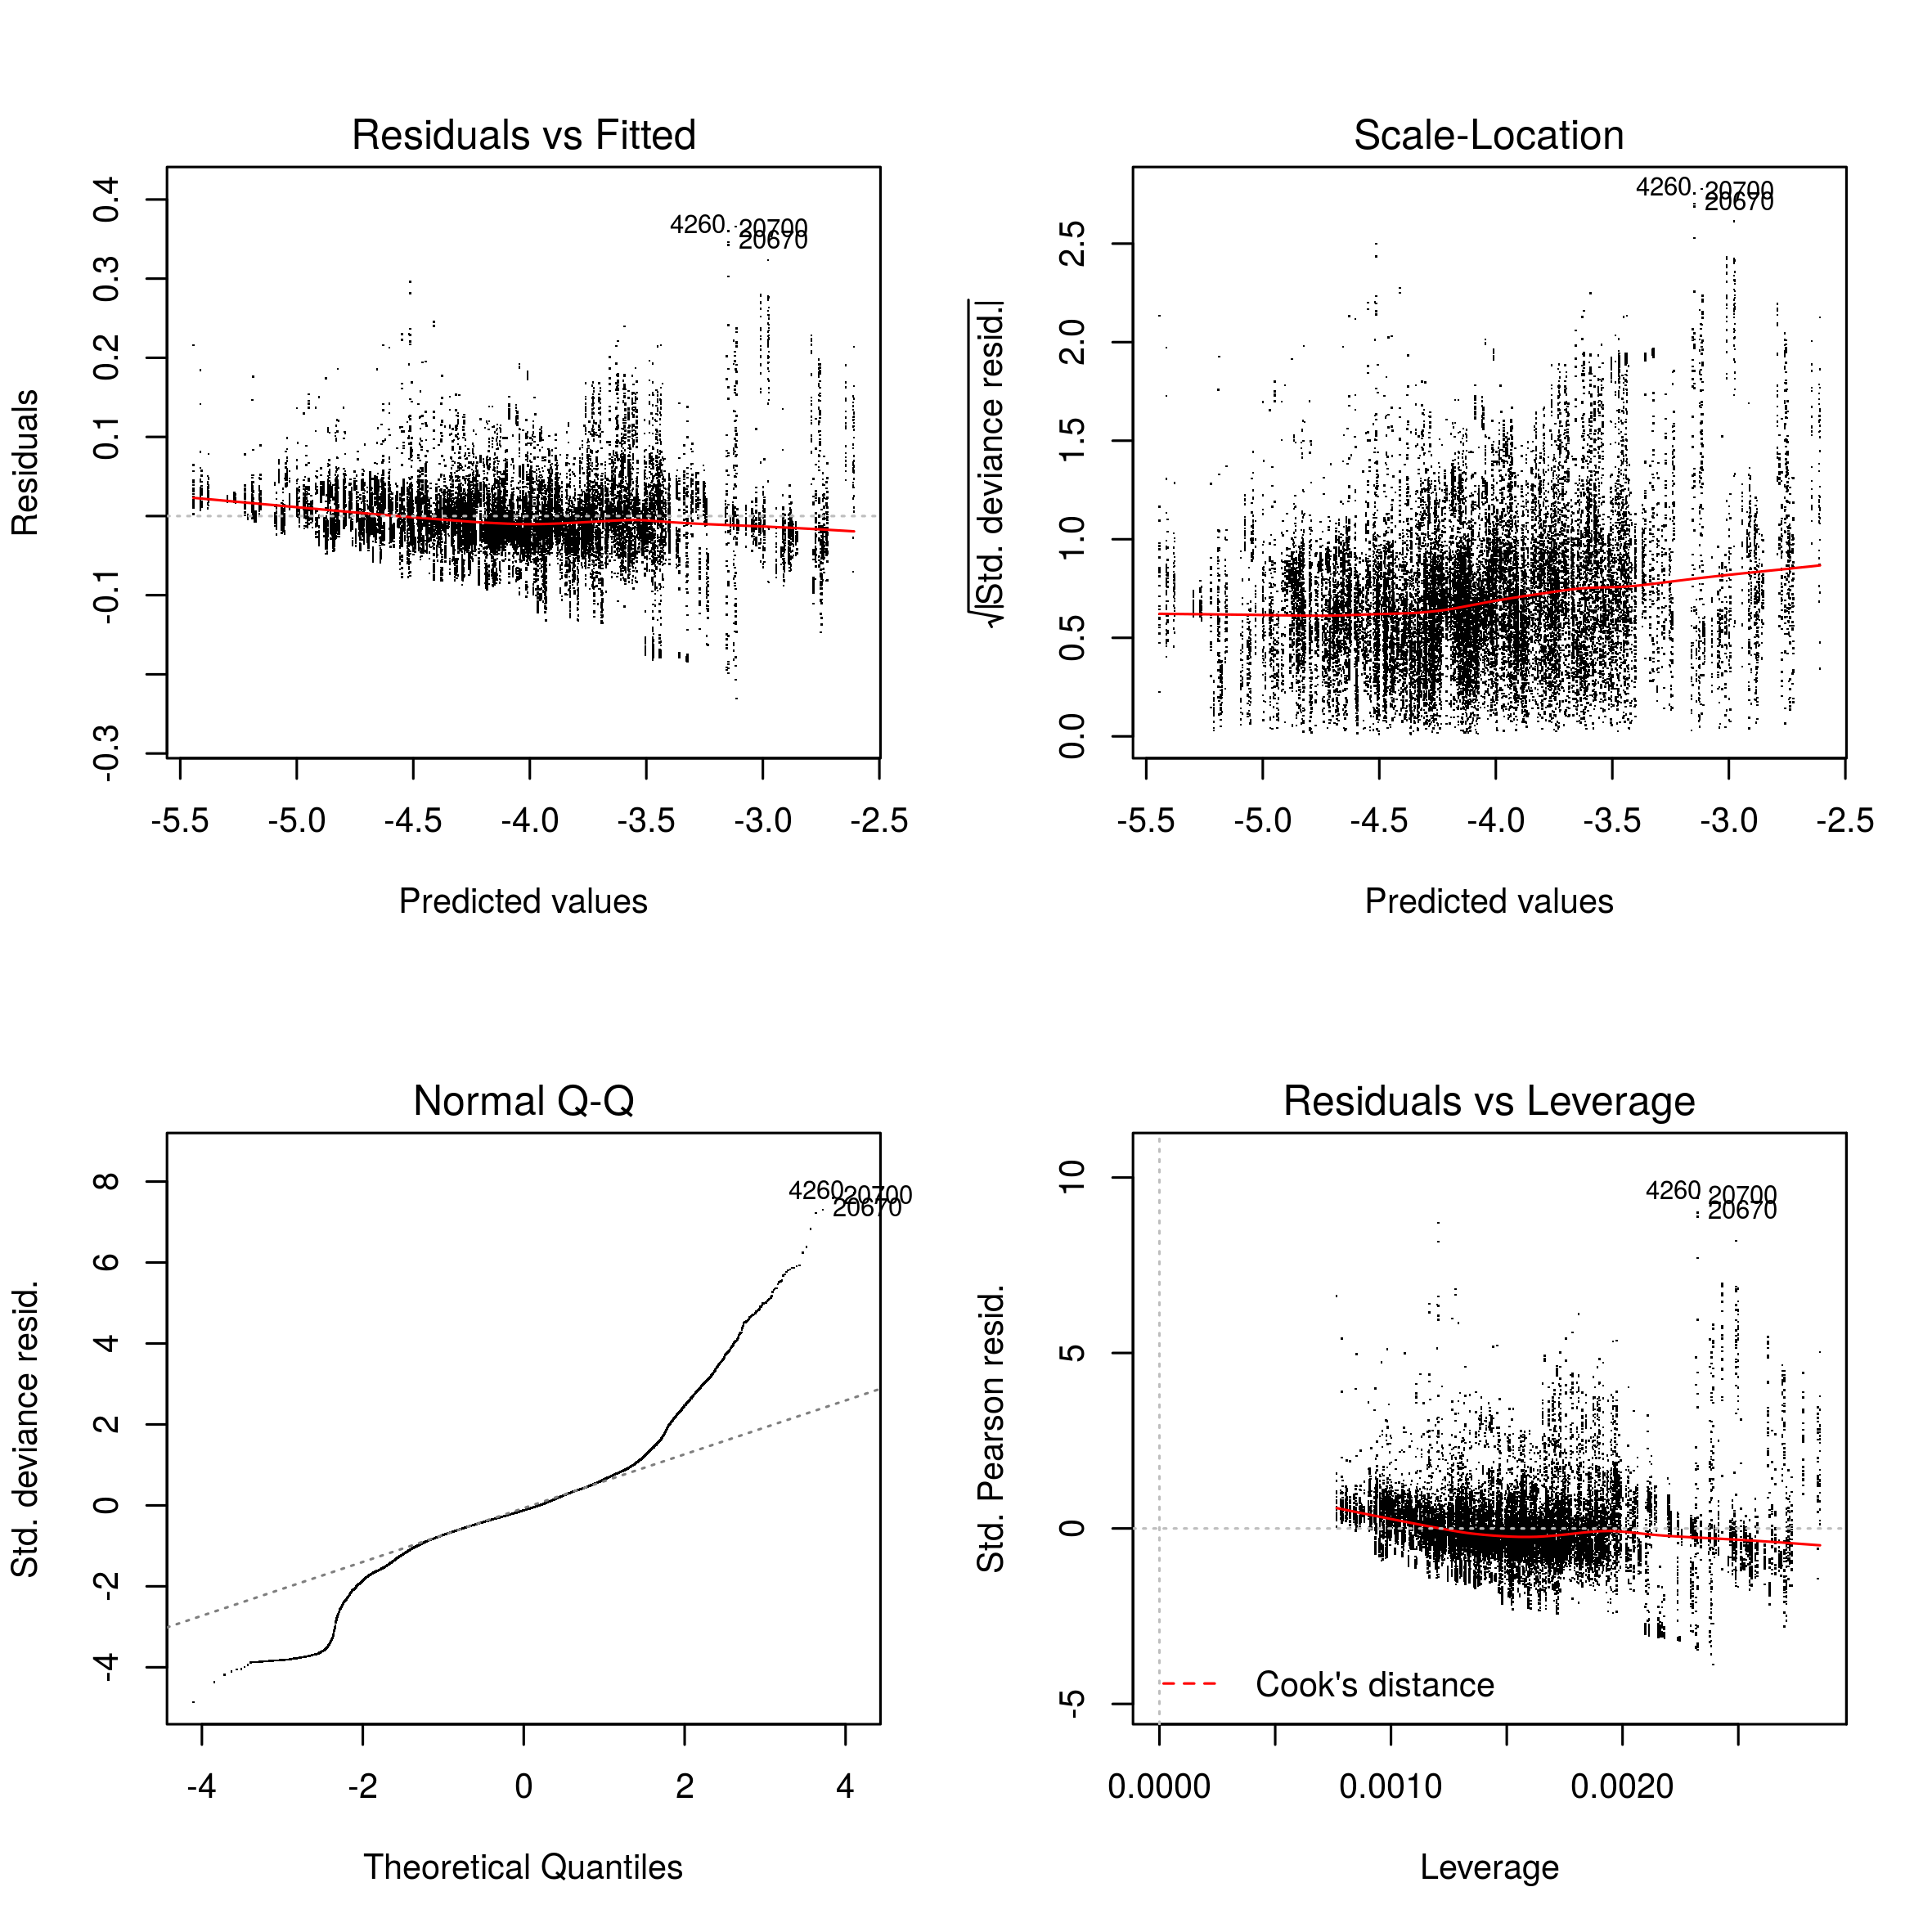 Residuals vs Fitted
Residuals
0.4
0.3
0.2
0.1
-0.1
-0.3
4260
20700
20670
-5.5 -5.0 -4.5 -4.0 -3.5 -3.0 -2.5
Predicted values
Scale-Location
√|Std. deviance resid.|
2.5
2.0
1.5
1.0
0.5
0.0
4260
20700
20670
-5.5 -5.0 -4.5 -4.0 -3.5 -3.0 -2.5
Predicted values
Normal Q-Q
Std. deviance resid.
8
6
4
2
0
-2
-4
4260
20700
20670
-4 -2 0 2 4
Theoretical Quantiles
Residuals vs Leverage
Std. Pearson resid.
10
5
0
-5
4260
20700
20670
Cook's distance
0.0000 0.0010 0.0020
Leverage